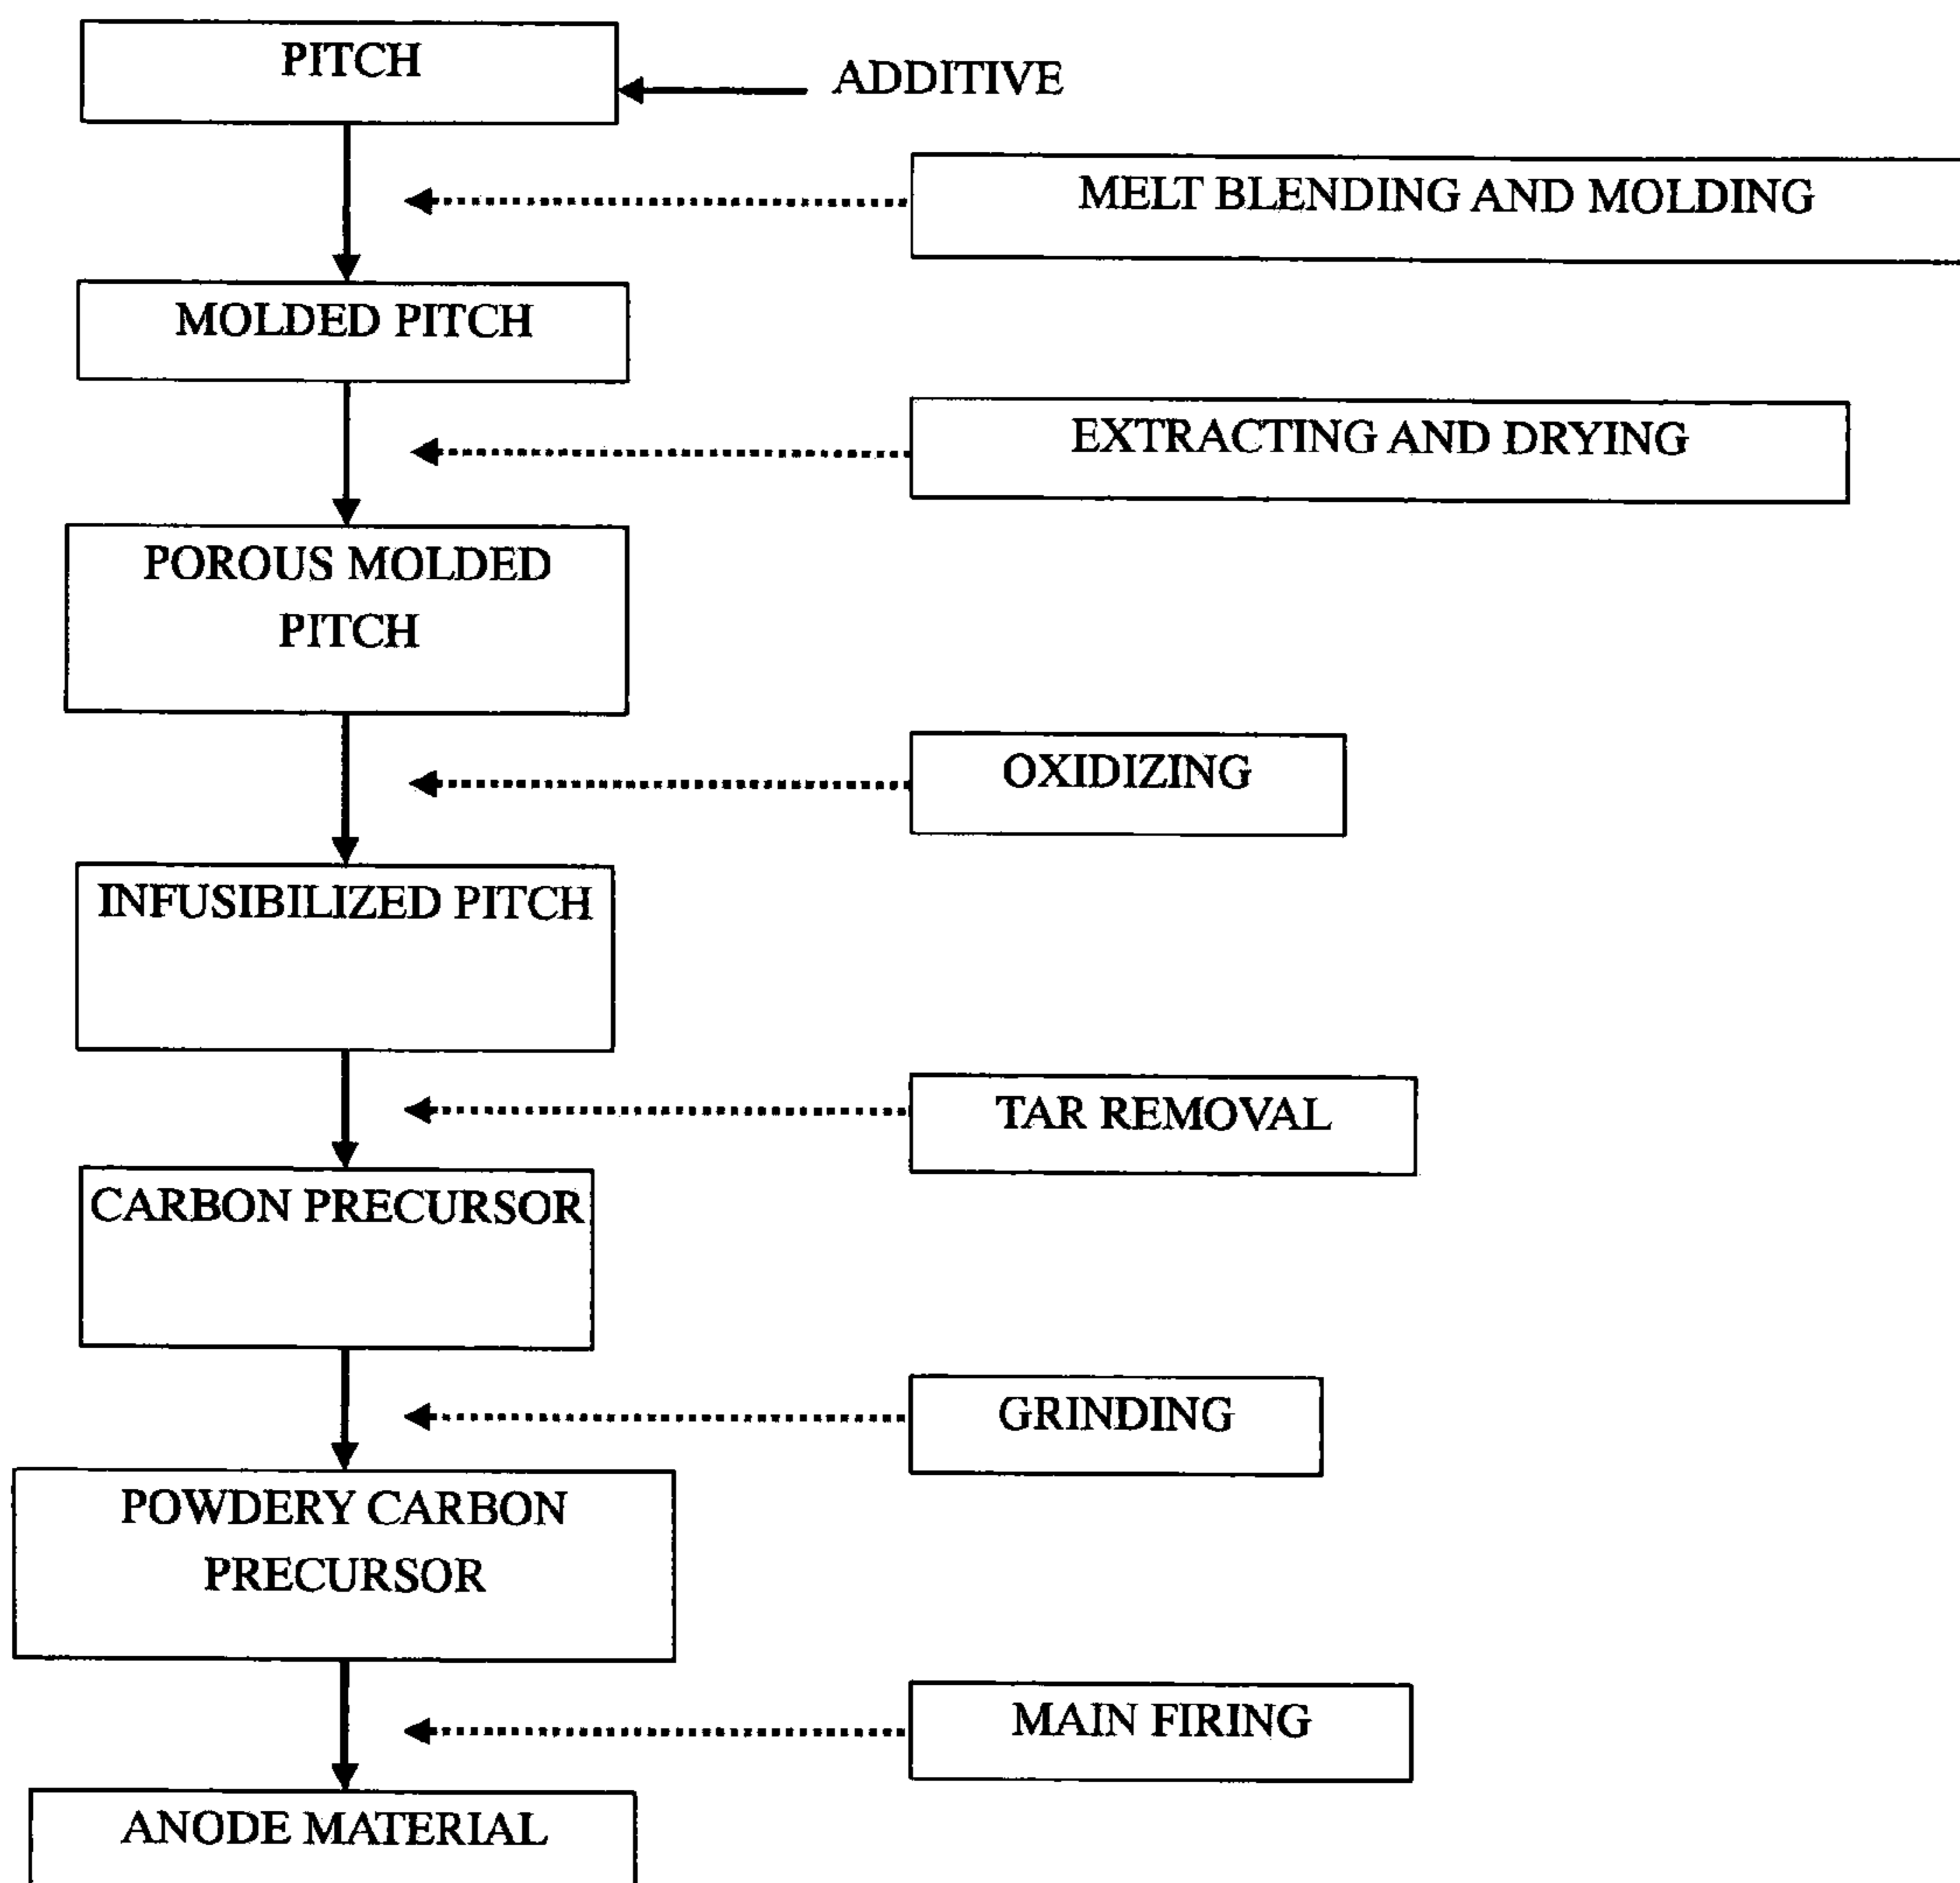 PITCH
ADDITIVE
MELT BLENDING AND MOLDING
MOLDED PITCH
EXTRACTING AND DRYING
POROUS MOLDED
PITCH
OXIDIZING
INFUSIBILIZED PITCH
TAR REMOVAL
CARBON PRECURSOR
GRINDING
POWDERY CARBON
PRECURSOR
MAIN FIRING
ANODE MATERIAL